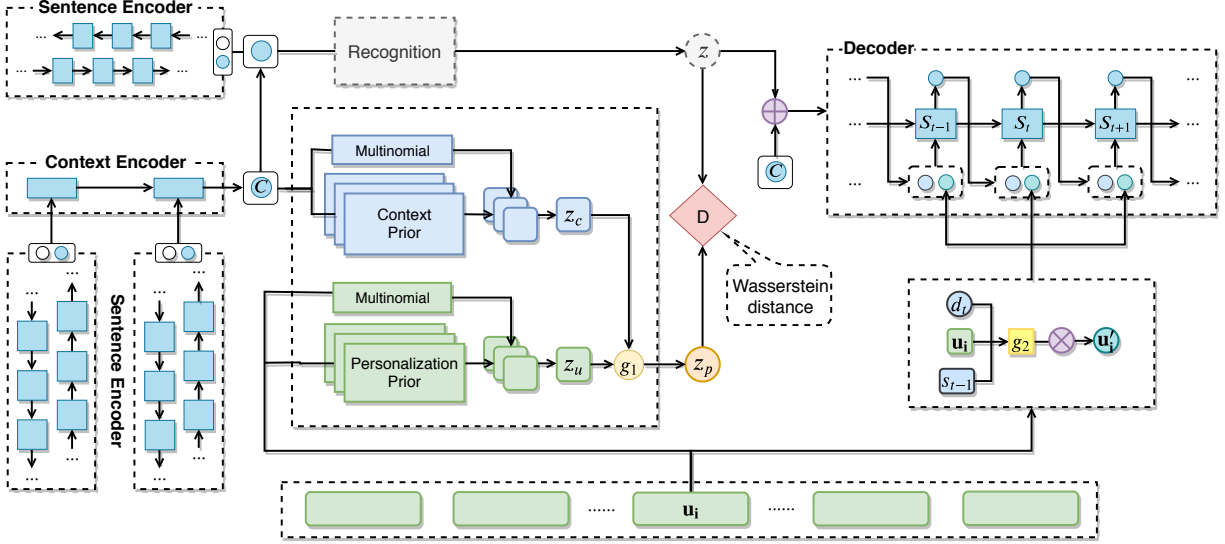 Sentence Encoder
...
...
...
...
Recognition
z
Decoder
...
...
S_{t-1}
S_t
S_{t+1}
...
...
...
...
Context Encoder
C
C
Multinomial
Context
Prior
z_c
D
Wasserstein
distance
Multinomial
Personalization
Prior
z_u
g_1
z_p
d_t
u_i
s_{t-1}
g_2
u_i′
...
...
...
...
Sentence Encoder
...
...
...
...
......
u_i
......